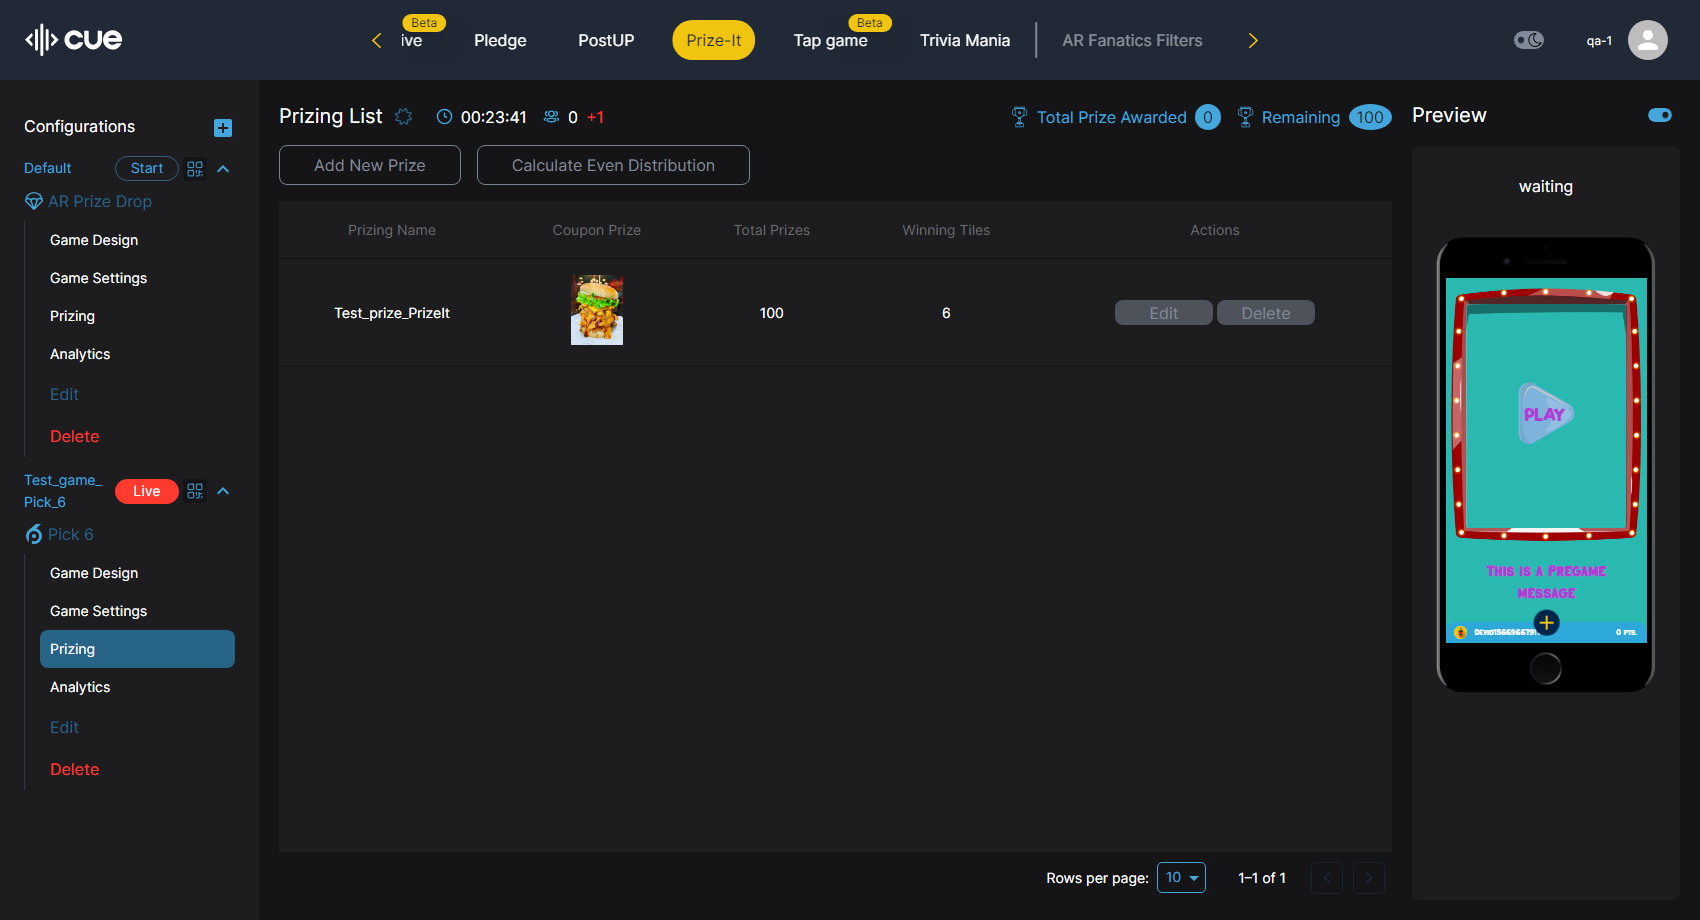 cue
Beta
ive
Pledge
PostUP
Prize-It
Beta
Tap game
Trivia Mania
AR Fanatics Filters
qa-1
Configurations
Default
Start
AR Prize Drop
Game Design
Game Settings
Prizing
Analytics
Edit
Delete
Test_game_
Pick_6
Live
Pick 6
Game Design
Game Settings
Prizing
Analytics
Edit
Delete
Prizing List
00:23:41
0 +1
Total Prize Awarded 0
Remaining 100
Add New Prize
Calculate Even Distribution
Prizing Name
Coupon Prize
Total Prizes
Winning Tiles
Actions
Test_prize_PrizeIt
100
6
Edit
Delete
Rows per page: 10
1–1 of 1
Preview
waiting
PLAY
THIS IS A PREGAME
MESSAGE
0 PTS.